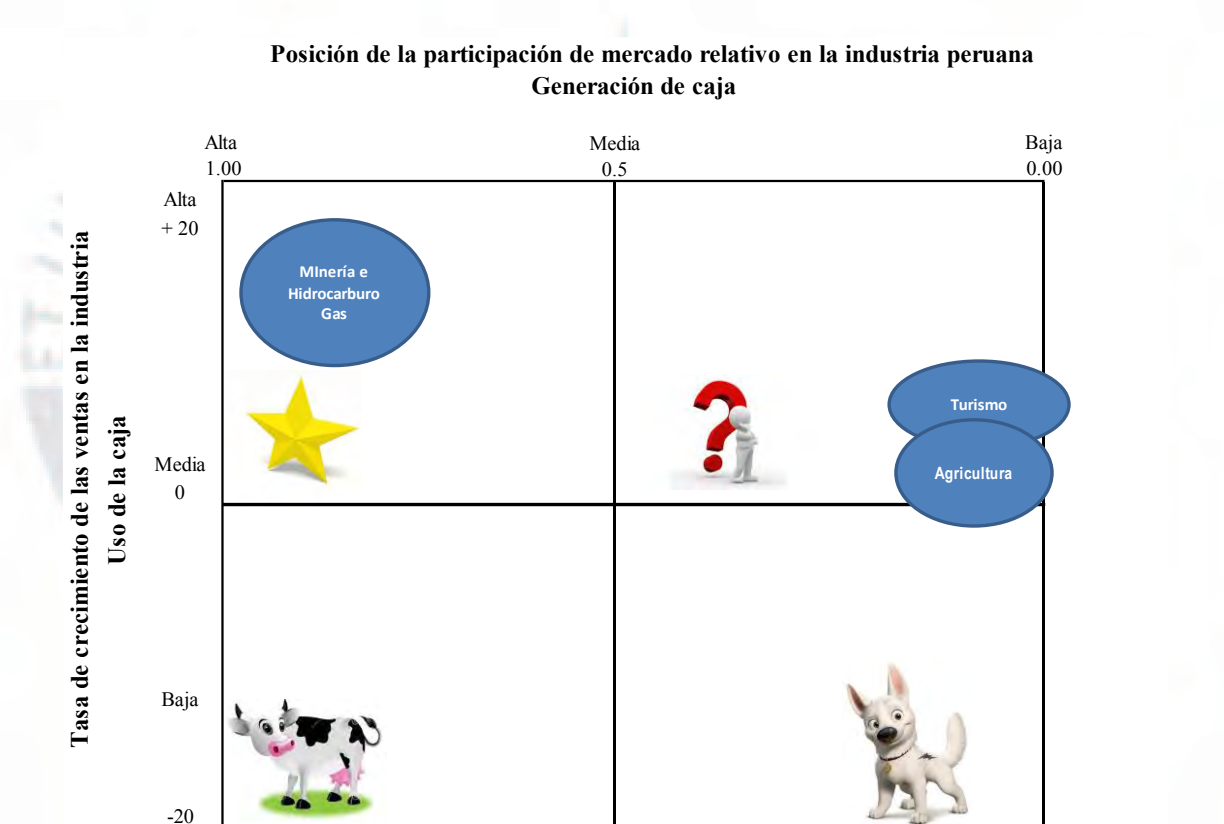 Posición de la participación de mercado relativo en la industria peruana
Generación de caja
Alta
1.00
Media
0.5
Baja
0.00
Tasa de crecimiento de las ventas en la industria
Uso de la caja
Alta
+ 20
MInería e
Hidrocarburo
Gas
Turismo
Agricultura
Media
0
Baja
-20